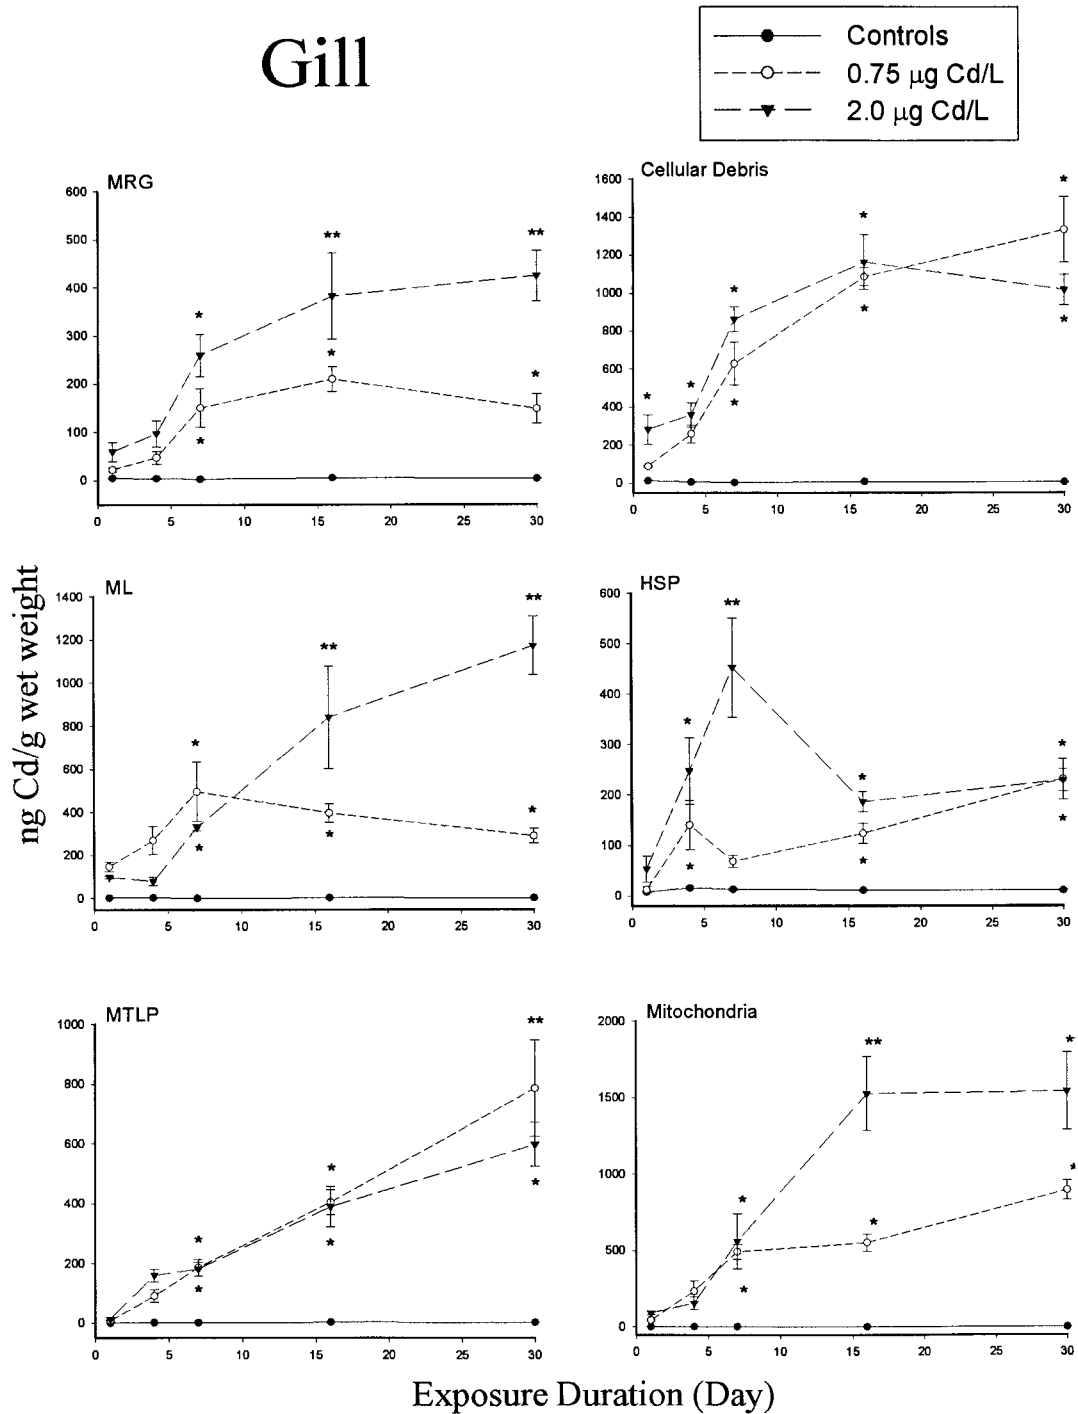 Gill
Controls
0.75 μg Cd/L
2.0 μg Cd/L
MRG
600
500
400
300
200
100
0
0 5 10 15 20 25 30
* ** ** * * *
Cellular Debris
1600
1400
1200
1000
800
600
400
200
0
0 5 10 15 20 25 30
* * * * * * * *
ng Cd/g wet weight
ML
1400
1200
1000
800
600
400
200
0
0 5 10 15 20 25 30
* ** ** * * *
HSP
600
500
400
300
200
100
0
0 5 10 15 20 25 30
* ** * * * * *
MTLP
1000
800
600
400
200
0
0 5 10 15 20 25 30
* * ** * * *
Mitochondria
2000
1500
1000
500
0
0 5 10 15 20 25 30
* ** * * * *
Exposure Duration (Day)